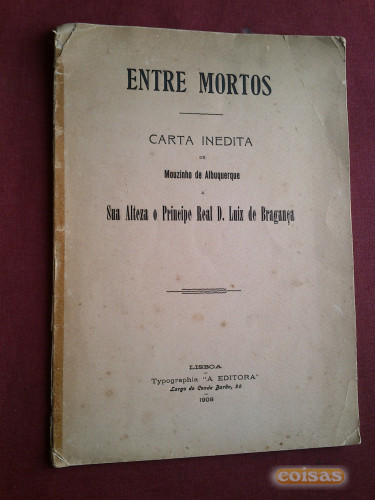 ENTRE MORTOS
CARTA INEDITA
DE
Mouzinho de Albuquerque
A
Sua Alteza o Principe Real D. Luiz de Bragança
LISBOA
Typographia "A EDITORA"
Largo do Conde Barão, 50
1908
coisas